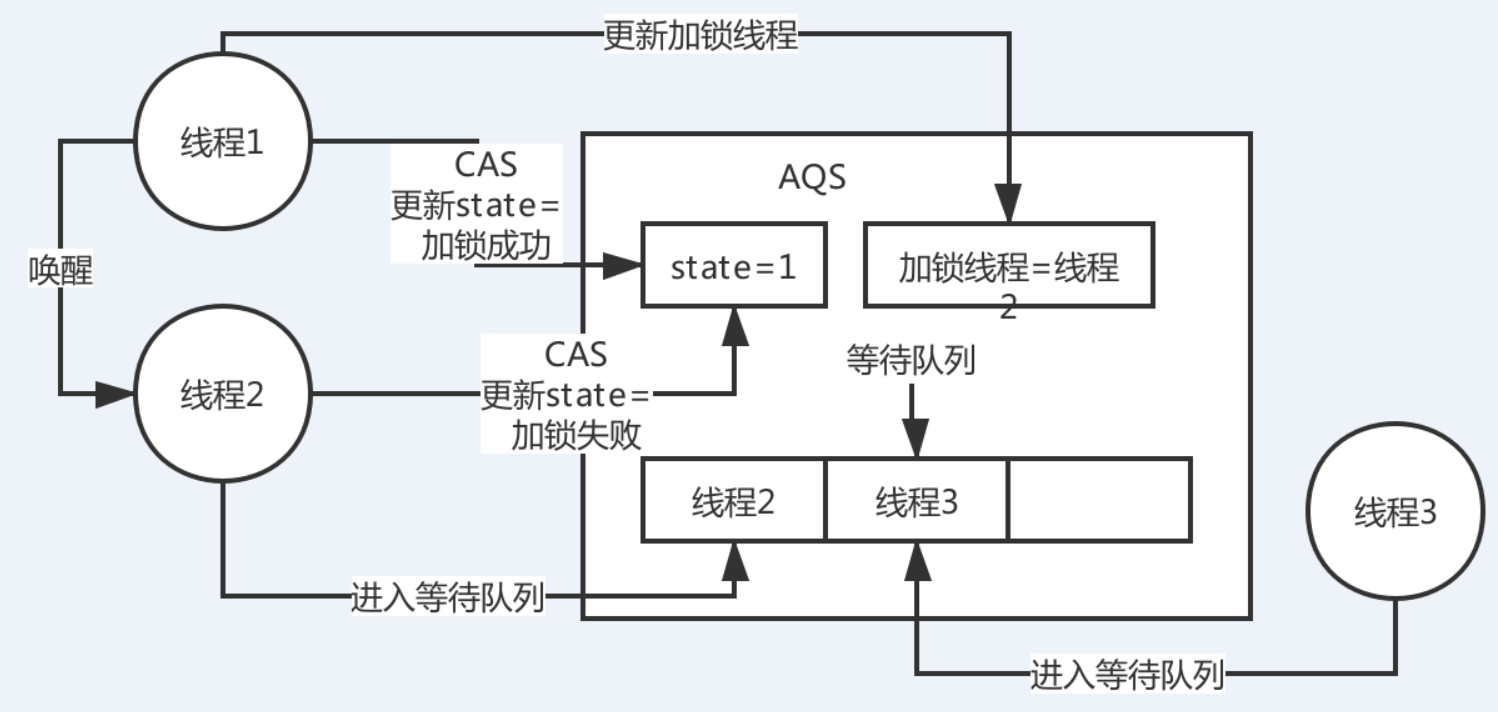 更新加锁线程
线程1
CAS
更新state=
加锁成功
AQS
state=1
加锁线程=线程
2
唤醒
线程2
CAS
更新state=
加锁失败
等待队列
线程2
线程3
线程3
进入等待队列
进入等待队列